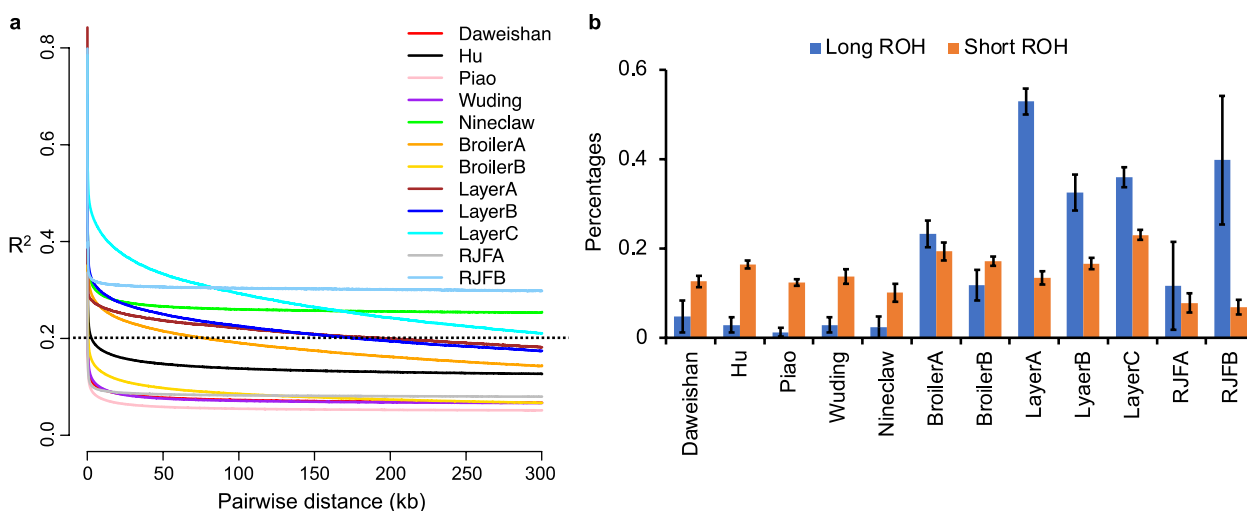 a
R²
0.0
0.2
0.4
0.6
0.8
0
50
100
150
200
250
300
Pairwise distance (kb)
Daweishan
Hu
Piao
Wuding
Nineclaw
BroilerA
BroilerB
LayerA
LayerB
LayerC
RJFA
RJFB
b
Long ROH
Short ROH
Percentages
0.6
0.4
0.2
0
Daweishan
Hu
Piao
Wuding
Nineclaw
BroilerA
BroilerB
LayerA
LyaerB
LayerC
RJFA
RJFB